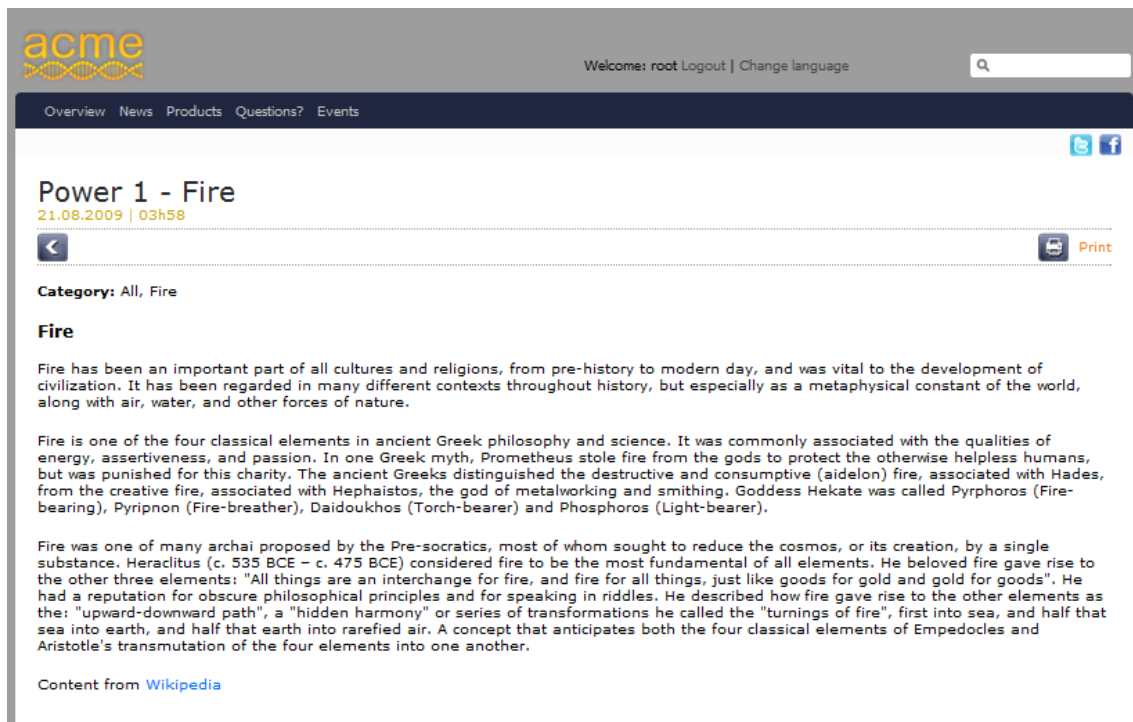 acme
Welcome: root Logout | Change language
Overview News Products Questions? Events
Power 1 - Fire
21.08.2009 | 03h58
Print
Category: All, Fire
Fire
Fire has been an important part of all cultures and religions, from pre-history to modern day, and was vital to the development of
civilization. It has been regarded in many different contexts throughout history, but especially as a metaphysical constant of the world,
along with air, water, and other forces of nature.
Fire is one of the four classical elements in ancient Greek philosophy and science. It was commonly associated with the qualities of
energy, assertiveness, and passion. In one Greek myth, Prometheus stole fire from the gods to protect the otherwise helpless humans,
but was punished for this charity. The ancient Greeks distinguished the destructive and consumptive (aidelon) fire, associated with Hades,
from the creative fire, associated with Hephaistos, the god of metalworking and smithing. Goddess Hekate was called Pyrphoros (Fire-
bearing), Pyripnon (Fire-breather), Daidoukhos (Torch-bearer) and Phosphoros (Light-bearer).
Fire was one of many archai proposed by the Pre-socratics, most of whom sought to reduce the cosmos, or its creation, by a single
substance. Heraclitus (c. 535 BCE – c. 475 BCE) considered fire to be the most fundamental of all elements. He beloved fire gave rise to
the other three elements: "All things are an interchange for fire, and fire for all things, just like goods for gold and gold for goods". He
had a reputation for obscure philosophical principles and for speaking in riddles. He described how fire gave rise to the other elements as
the: "upward-downward path", a "hidden harmony" or series of transformations he called the "turnings of fire", first into sea, and half that
sea into earth, and half that earth into rarefied air. A concept that anticipates both the four classical elements of Empedocles and
Aristotle's transmutation of the four elements into one another.
Content from Wikipedia